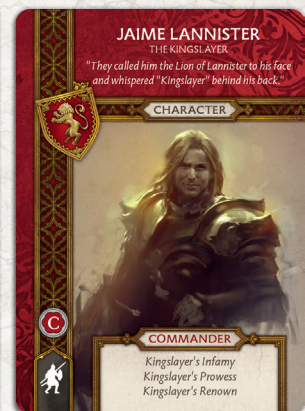 JAIME LANNISTER
THE KINGSLAYER
"They called him the Lion of Lannister to his face
and whispered "Kingslayer" behind his back."
CHARACTER
C
COMMANDER
Kingslayer's Infamy
Kingslayer's Prowess
Kingslayer's Renown